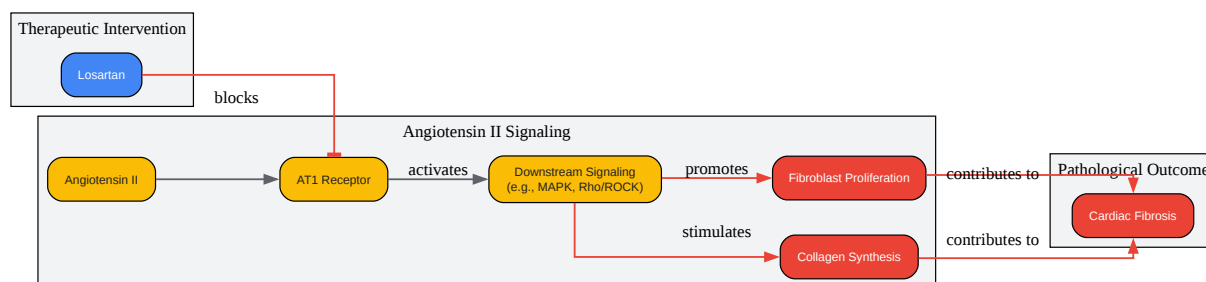 Therapeutic Intervention
Losartan
blocks
Angiotensin II Signaling
Angiotensin II
AT1 Receptor
activates
Downstream Signaling
(e.g., MAPK, Rho/ROCK)
promotes
Fibroblast Proliferation
contributes to
Pathological Outcome
Cardiac Fibrosis
stimulates
Collagen Synthesis
contributes to